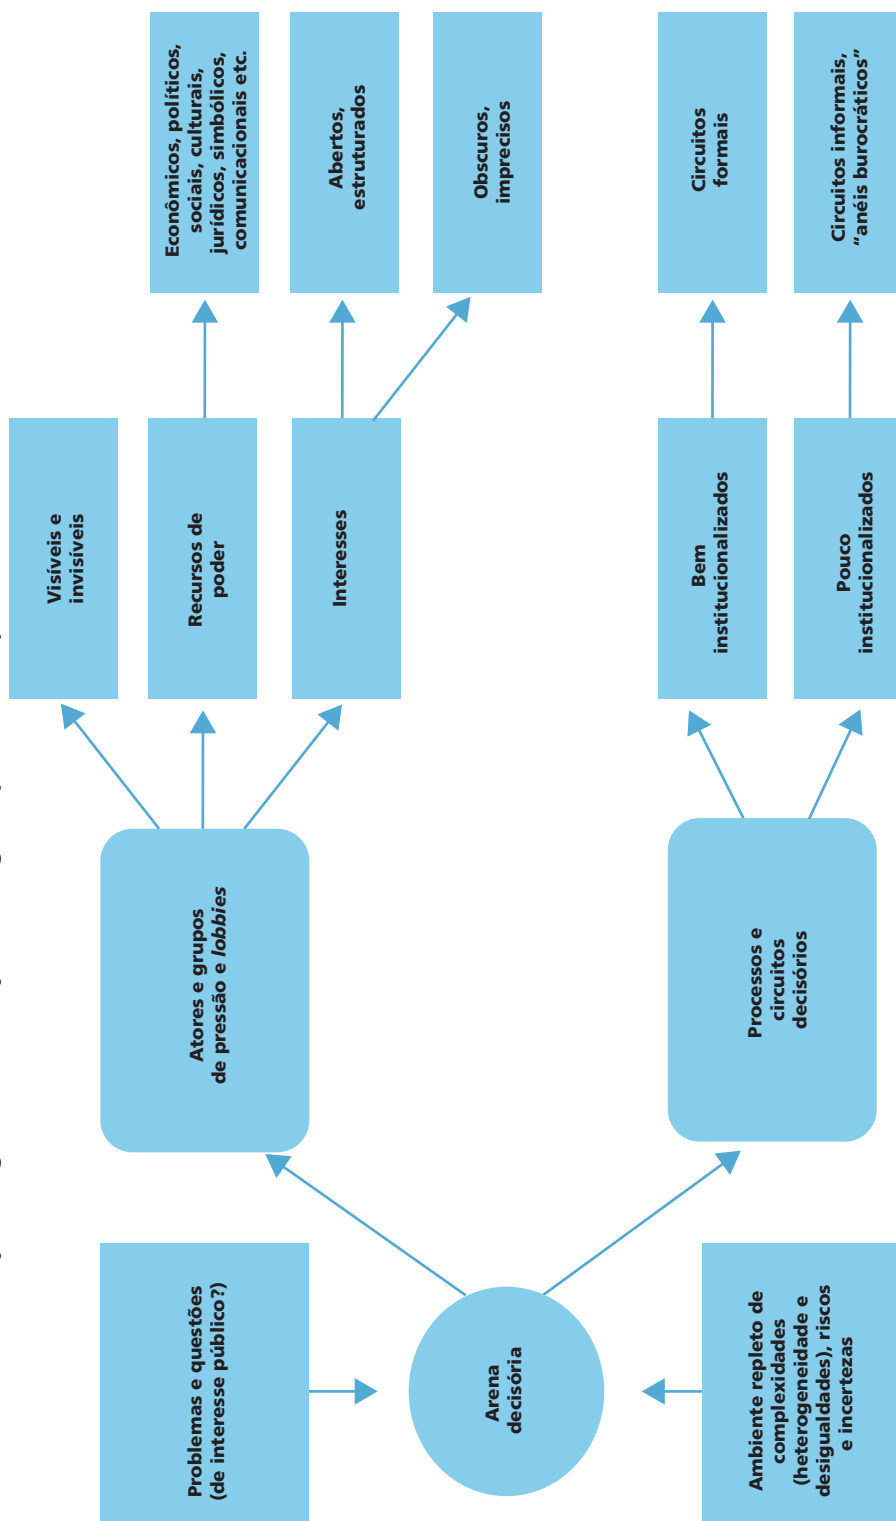 Problemas e questões
(de interesse público?)
Arena
decisória
Ambiente repleto de
complexidades
(heterogeneidade e
desigualdades), riscos
e incertezas
Atores e grupos
de pressão e lobbies
Processos e
circuitos
decisórios
Visíveis e
invisíveis
Recursos de
poder
Interesses
Bem
institucionalizados
Pouco
institucionalizados
Econômicos, políticos,
sociais, culturais,
jurídicos, simbólicos,
comunicacionais etc.
Abertos,
estruturados
Obscuros,
imprecisos
Circuitos
formais
Circuitos informais,
“anéis burocráticos”